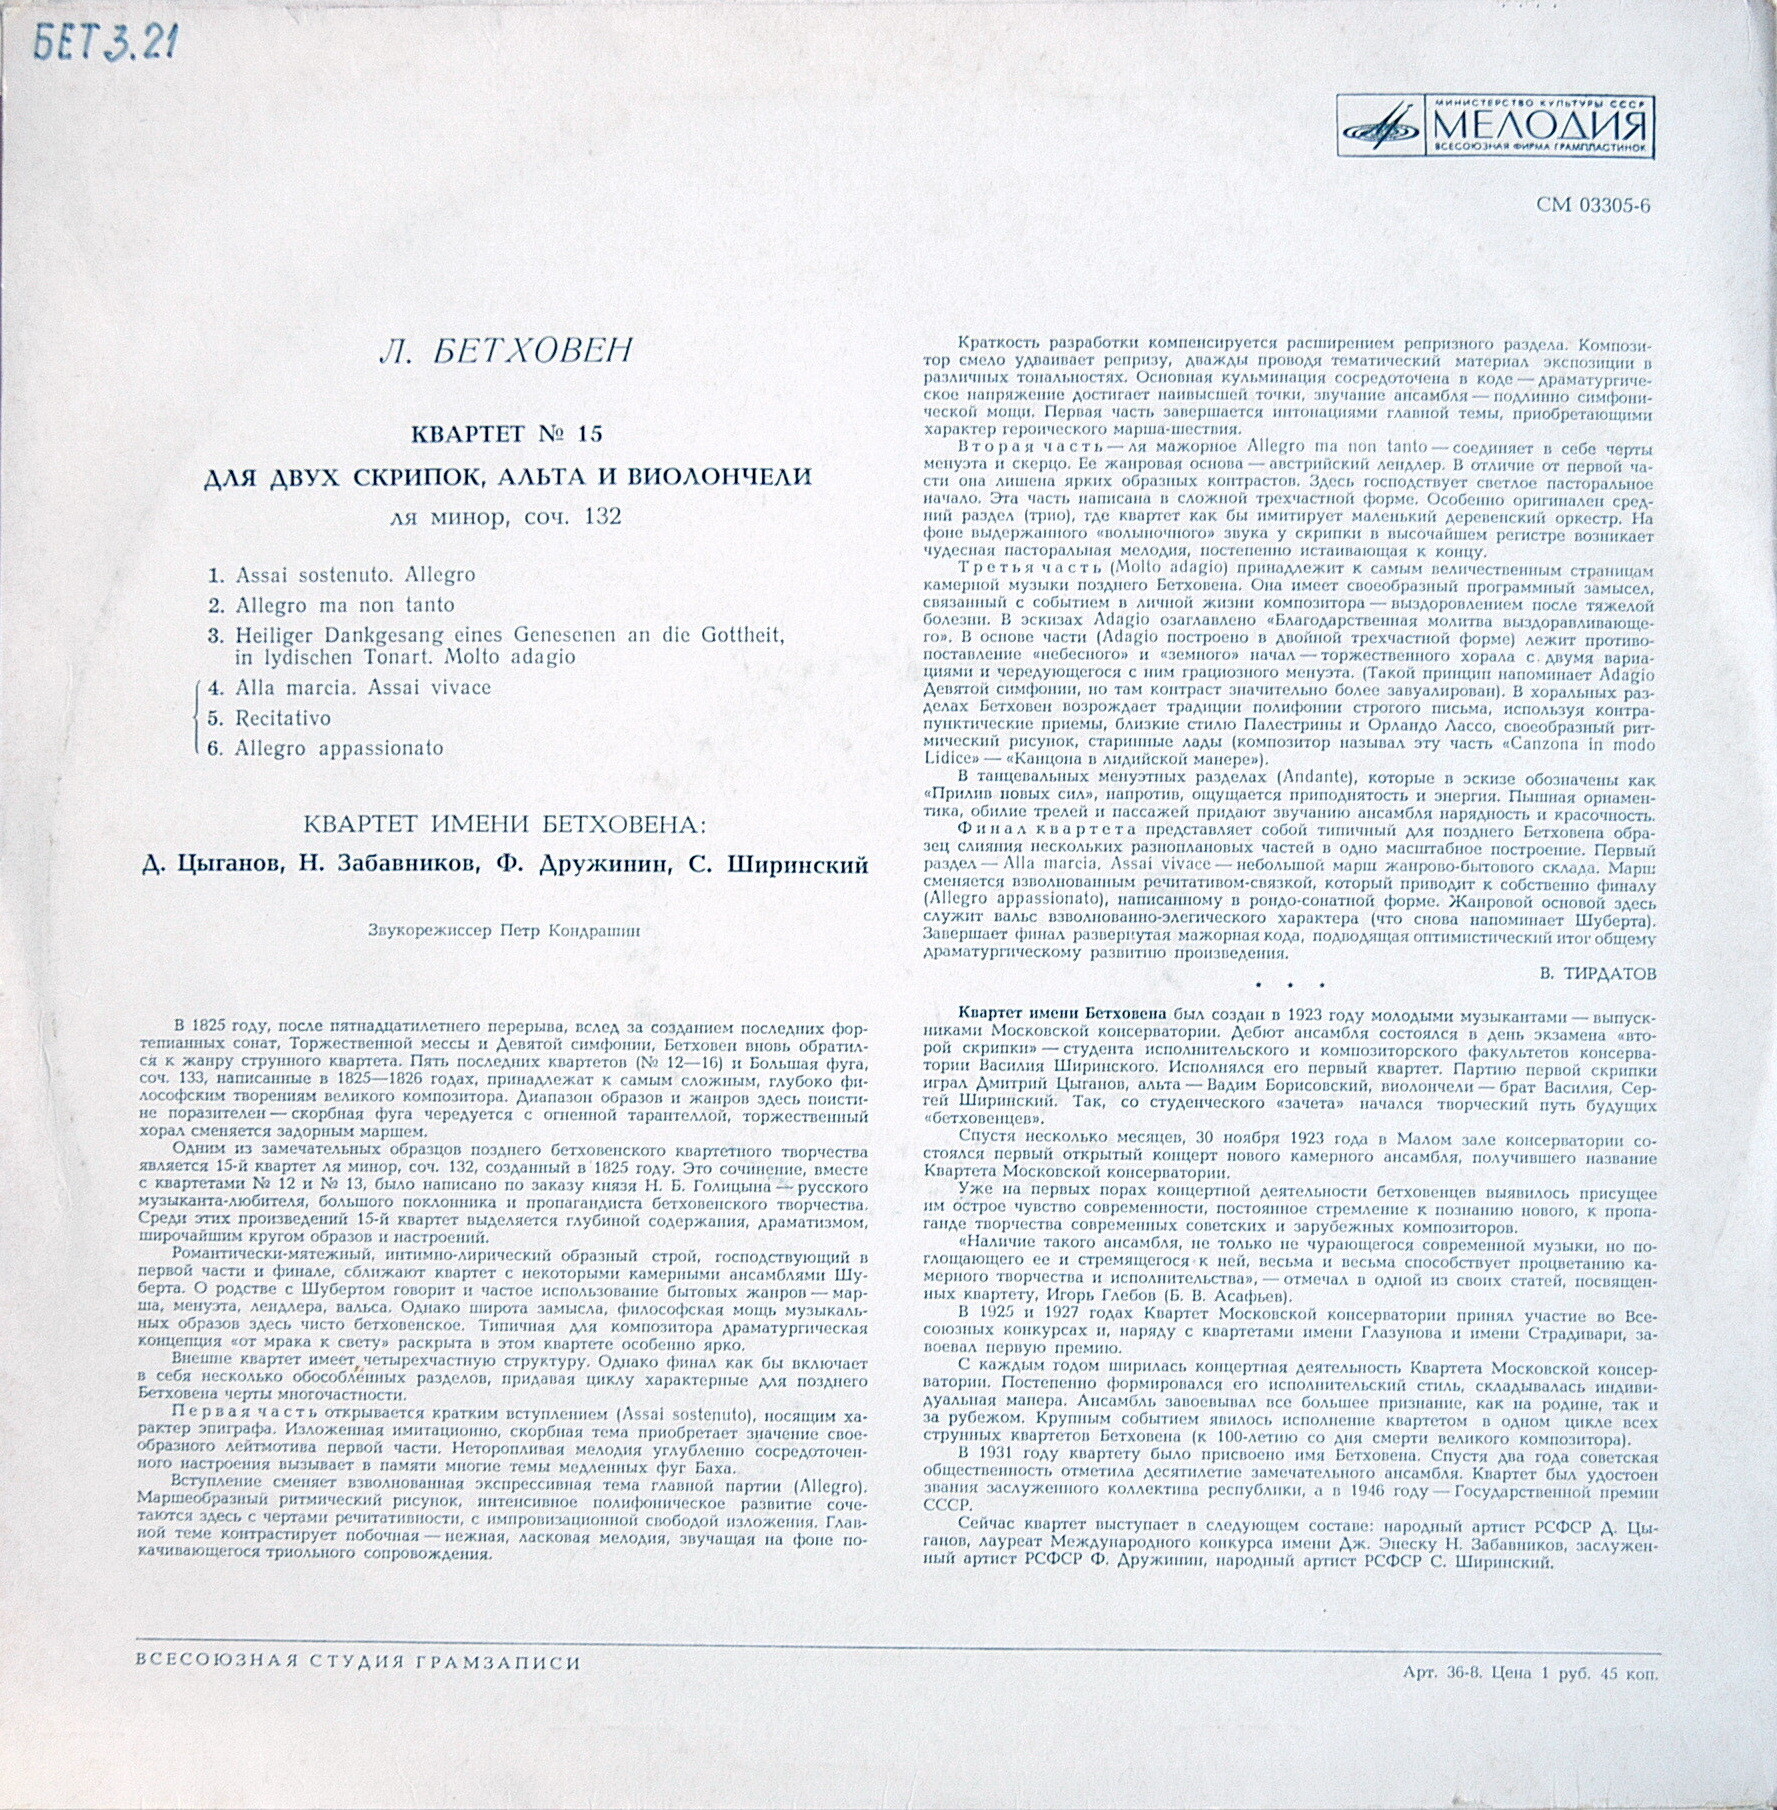 БЕТ 3.21
МИНИСТЕРСТВО КУЛЬТУРЫ СССР
МЕЛОДИЯ
ВСЕСОЮЗНАЯ ФИРМА ГРАМПЛАСТИНОК
СМ 03305-6
Л. БЕТХОВЕН
КВАРТЕТ № 15
ДЛЯ ДВУХ СКРИПОК, АЛЬТА И ВИОЛОНЧЕЛИ
ля минор, соч. 132
1. Assai sostenuto. Allegro
2. Allegro ma non tanto
3. Heiliger Dankgesang eines Genesenen an die Gottheit,
in lydischen Tonart. Molto adagio
4. Alla marcia. Assai vivace
5. Recitativo
6. Allegro appassionato
КВАРТЕТ ИМЕНИ БЕТХОВЕНА:
Д. Цыганов, Н. Забавников, Ф. Дружинин, С. Ширинский
Звукорежиссер Петр Кондрашин
В 1825 году, после пятнадцатилетнего перерыва, вслед за созданием последних фор-
тепианных сонат, Торжественной мессы и Девятой симфонии, Бетховен вновь обратил-
ся к жанру струнного квартета. Пять последних квартетов (№ 12—16) и Большая фуга,
соч. 133, написанные в 1825—1826 годах, принадлежат к самым сложным, глубоко фи-
лософским творениям великого композитора. Диапазон образов и жанров здесь поисти-
не поразителен — скорбная фуга чередуется с огненной тарантеллой, торжественный
хорал сменяется задорным маршем.
Одним из замечательных образцов позднего бетховенского квартетного творчества
является 15-й квартет ля минор, соч. 132, созданный в 1825 году. Это сочинение, вместе
с квартетами № 12 и № 13, было написано по заказу князя Н. Б. Голицына — русского
музыканта-любителя, большого поклонника и пропагандиста бетховенского творчества.
Среди этих произведений 15-й квартет выделяется глубиной содержания, драматизмом,
широчайшим кругом образов и настроений.
Романтически-мятежный, интимно-лирический образный строй, господствующий в
первой части и финале, сближают квартет с некоторыми камерными ансамблями Шу-
берта. О родстве с Шубертом говорит и частое использование бытовых жанров — мар-
ша, менуэта, лендлера, вальса. Однако широта замысла, философская мощь музыкаль-
ных образов здесь чисто бетховенское. Типичная для композитора драматургическая
концепция «от мрака к свету» раскрыта в этом квартете особенно ярко.
Внешне квартет имеет четырехчастную структуру. Однако финал как бы включает
в себя несколько обособленных разделов, придавая циклу характерные для позднего
Бетховена черты многочастности.
Первая часть открывается кратким вступлением (Assai sostenuto), носящим ха-
рактер эпиграфа. Изложенная имитационно, скорбная тема приобретает значение свое-
образного лейтмотива первой части. Неторопливая мелодия углубленно сосредоточен-
ного настроения вызывает в памяти многие темы медленных фуг Баха.
Вступление сменяет взволнованная экспрессивная тема главной партии (Allegro).
Маршеобразный ритмический рисунок, интенсивное полифоническое развитие соче-
таются здесь с чертами речитативности, с импровизационной свободой изложения. Глав-
ной теме контрастирует побочная — нежная, ласковая мелодия, звучащая на фоне по-
качивающегося триольного сопровождения.
Краткость разработки компенсируется расширением репризного раздела. Компози-
тор смело удваивает репризу, дважды проводя тематический материал экспозиции в
различных тональностях. Основная кульминация сосредоточена в коде — драматургиче-
ское напряжение достигает наивысшей точки, звучание ансамбля — подлинно симфони-
ческой мощи. Первая часть завершается интонациями главной темы, приобретающими
характер героического марша-шествия.
Вторая часть — ля мажорное Allegro ma non tanto — соединяет в себе черты
менуэта и скерцо. Ее жанровая основа — австрийский лендлер. В отличие от первой ча-
сти она лишена ярких образных контрастов. Здесь господствует светлое пасторальное
начало. Эта часть написана в сложной трехчастной форме. Особенно оригинален сред-
ний раздел (трио), где квартет как бы имитирует маленький деревенский оркестр. На
фоне выдержанного «волыночного» звука у скрипки в высочайшем регистре возникает
чудесная пасторальная мелодия, постепенно истаивающая к концу.
Третья часть (Molto adagio) принадлежит к самым величественным страницам
камерной музыки позднего Бетховена. Она имеет своеобразный программный замысел,
связанный с событием в личной жизни композитора — выздоровлением после тяжелой
болезни. В эскизах Adagio озаглавлено «Благодарственная молитва выздоравливающе-
го». В основе части (Adagio построено в двойной трехчастной форме) лежит противо-
поставление «небесного» и «земного» начал — торжественного хорала с двумя вариа-
циями и чередующегося с ним грациозного менуэта. (Такой принцип напоминает Adagio
Девятой симфонии, но там контраст значительно более завуалирован). В хоральных раз-
делах Бетховен возрождает традиции полифонии строгого письма, используя контра-
пунктические приемы, близкие стилю Палестрины и Орландо Лассо, своеобразный рит-
мический рисунок, старинные лады (композитор называл эту часть «Canzona in modo
Lidice» — «Канцона в лидийской манере»).
В танцевальных менуэтных разделах (Andante), которые в эскизе обозначены как
«Прилив новых сил», напротив, ощущается приподнятость и энергия. Пышная орнамен-
тика, обилие трелей и пассажей придают звучанию ансамбля нарядность и красочность.
Финал квартета представляет собой типичный для позднего Бетховена обра-
зец слияния нескольких разноплановых частей в одно масштабное построение. Первый
раздел — Alla marcia, Assai vivace — небольшой марш жанрово-бытового склада. Марш
сменяется взволнованным речитативом-связкой, который приводит к собственно финалу
(Allegro appassionato), написанному в рондо-сонатной форме. Жанровой основой здесь
служит вальс взволнованно-элегического характера (что снова напоминает Шуберта).
Завершает финал развернутая мажорная кода, подводящая оптимистический итог общему
драматургическому развитию произведения.
В. ТИРДАТОВ
• • •
Квартет имени Бетховена был создан в 1923 году молодыми музыкантами — выпуск-
никами Московской консерватории. Дебют ансамбля состоялся в день экзамена «вто-
рой скрипки» — студента исполнительского и композиторского факультетов консерва-
тории Василия Ширинского. Исполнялся его первый квартет. Партию первой скрипки
играл Дмитрий Цыганов, альта — Вадим Борисовский, виолончели — брат Василия, Сер-
гей Ширинский. Так, со студенческого «зачета» начался творческий путь будущих
«бетховенцев».
Спустя несколько месяцев, 30 ноября 1923 года в Малом зале консерватории со-
стоялся первый открытый концерт нового камерного ансамбля, получившего название
Квартета Московской консерватории.
Уже на первых порах концертной деятельности бетховенцев выявилось присущее
им острое чувство современности, постоянное стремление к познанию нового, к пропа-
ганде творчества современных советских и зарубежных композиторов.
«Наличие такого ансамбля, не только не чурающегося современной музыки, но по-
глощающего ее и стремящегося к ней, весьма и весьма способствует процветанию ка-
мерного творчества и исполнительства», — отмечал в одной из своих статей, посвящен-
ных квартету, Игорь Глебов (Б. В. Асафьев).
В 1925 и 1927 годах Квартет Московской консерватории принял участие во Все-
союзных конкурсах и, наряду с квартетами имени Глазунова и имени Страдивари, за-
воевал первую премию.
С каждым годом ширилась концертная деятельность Квартета Московской консер-
ватории. Постепенно формировался его исполнительский стиль, складывалась индиви-
дуальная манера. Ансамбль завоевывал все большее признание, как на родине, так и
за рубежом. Крупным событием явилось исполнение квартетом в одном цикле всех
струнных квартетов Бетховена (к 100-летию со дня смерти великого композитора).
В 1931 году квартету было присвоено имя Бетховена. Спустя два года советская
общественность отметила десятилетие замечательного ансамбля. Квартет был удостоен
звания заслуженного коллектива республики, а в 1946 году — Государственной премии
СССР.
Сейчас квартет выступает в следующем составе: народный артист РСФСР Д. Цы-
ганов, лауреат Международного конкурса имени Дж. Энеску Н. Забавников, заслужен-
ный артист РСФСР Ф. Дружинин, народный артист РСФСР С. Ширинский.
ВСЕСОЮЗНАЯ СТУДИЯ ГРАМЗАПИСИ
Арт. 36-8. Цена 1 руб. 45 коп.